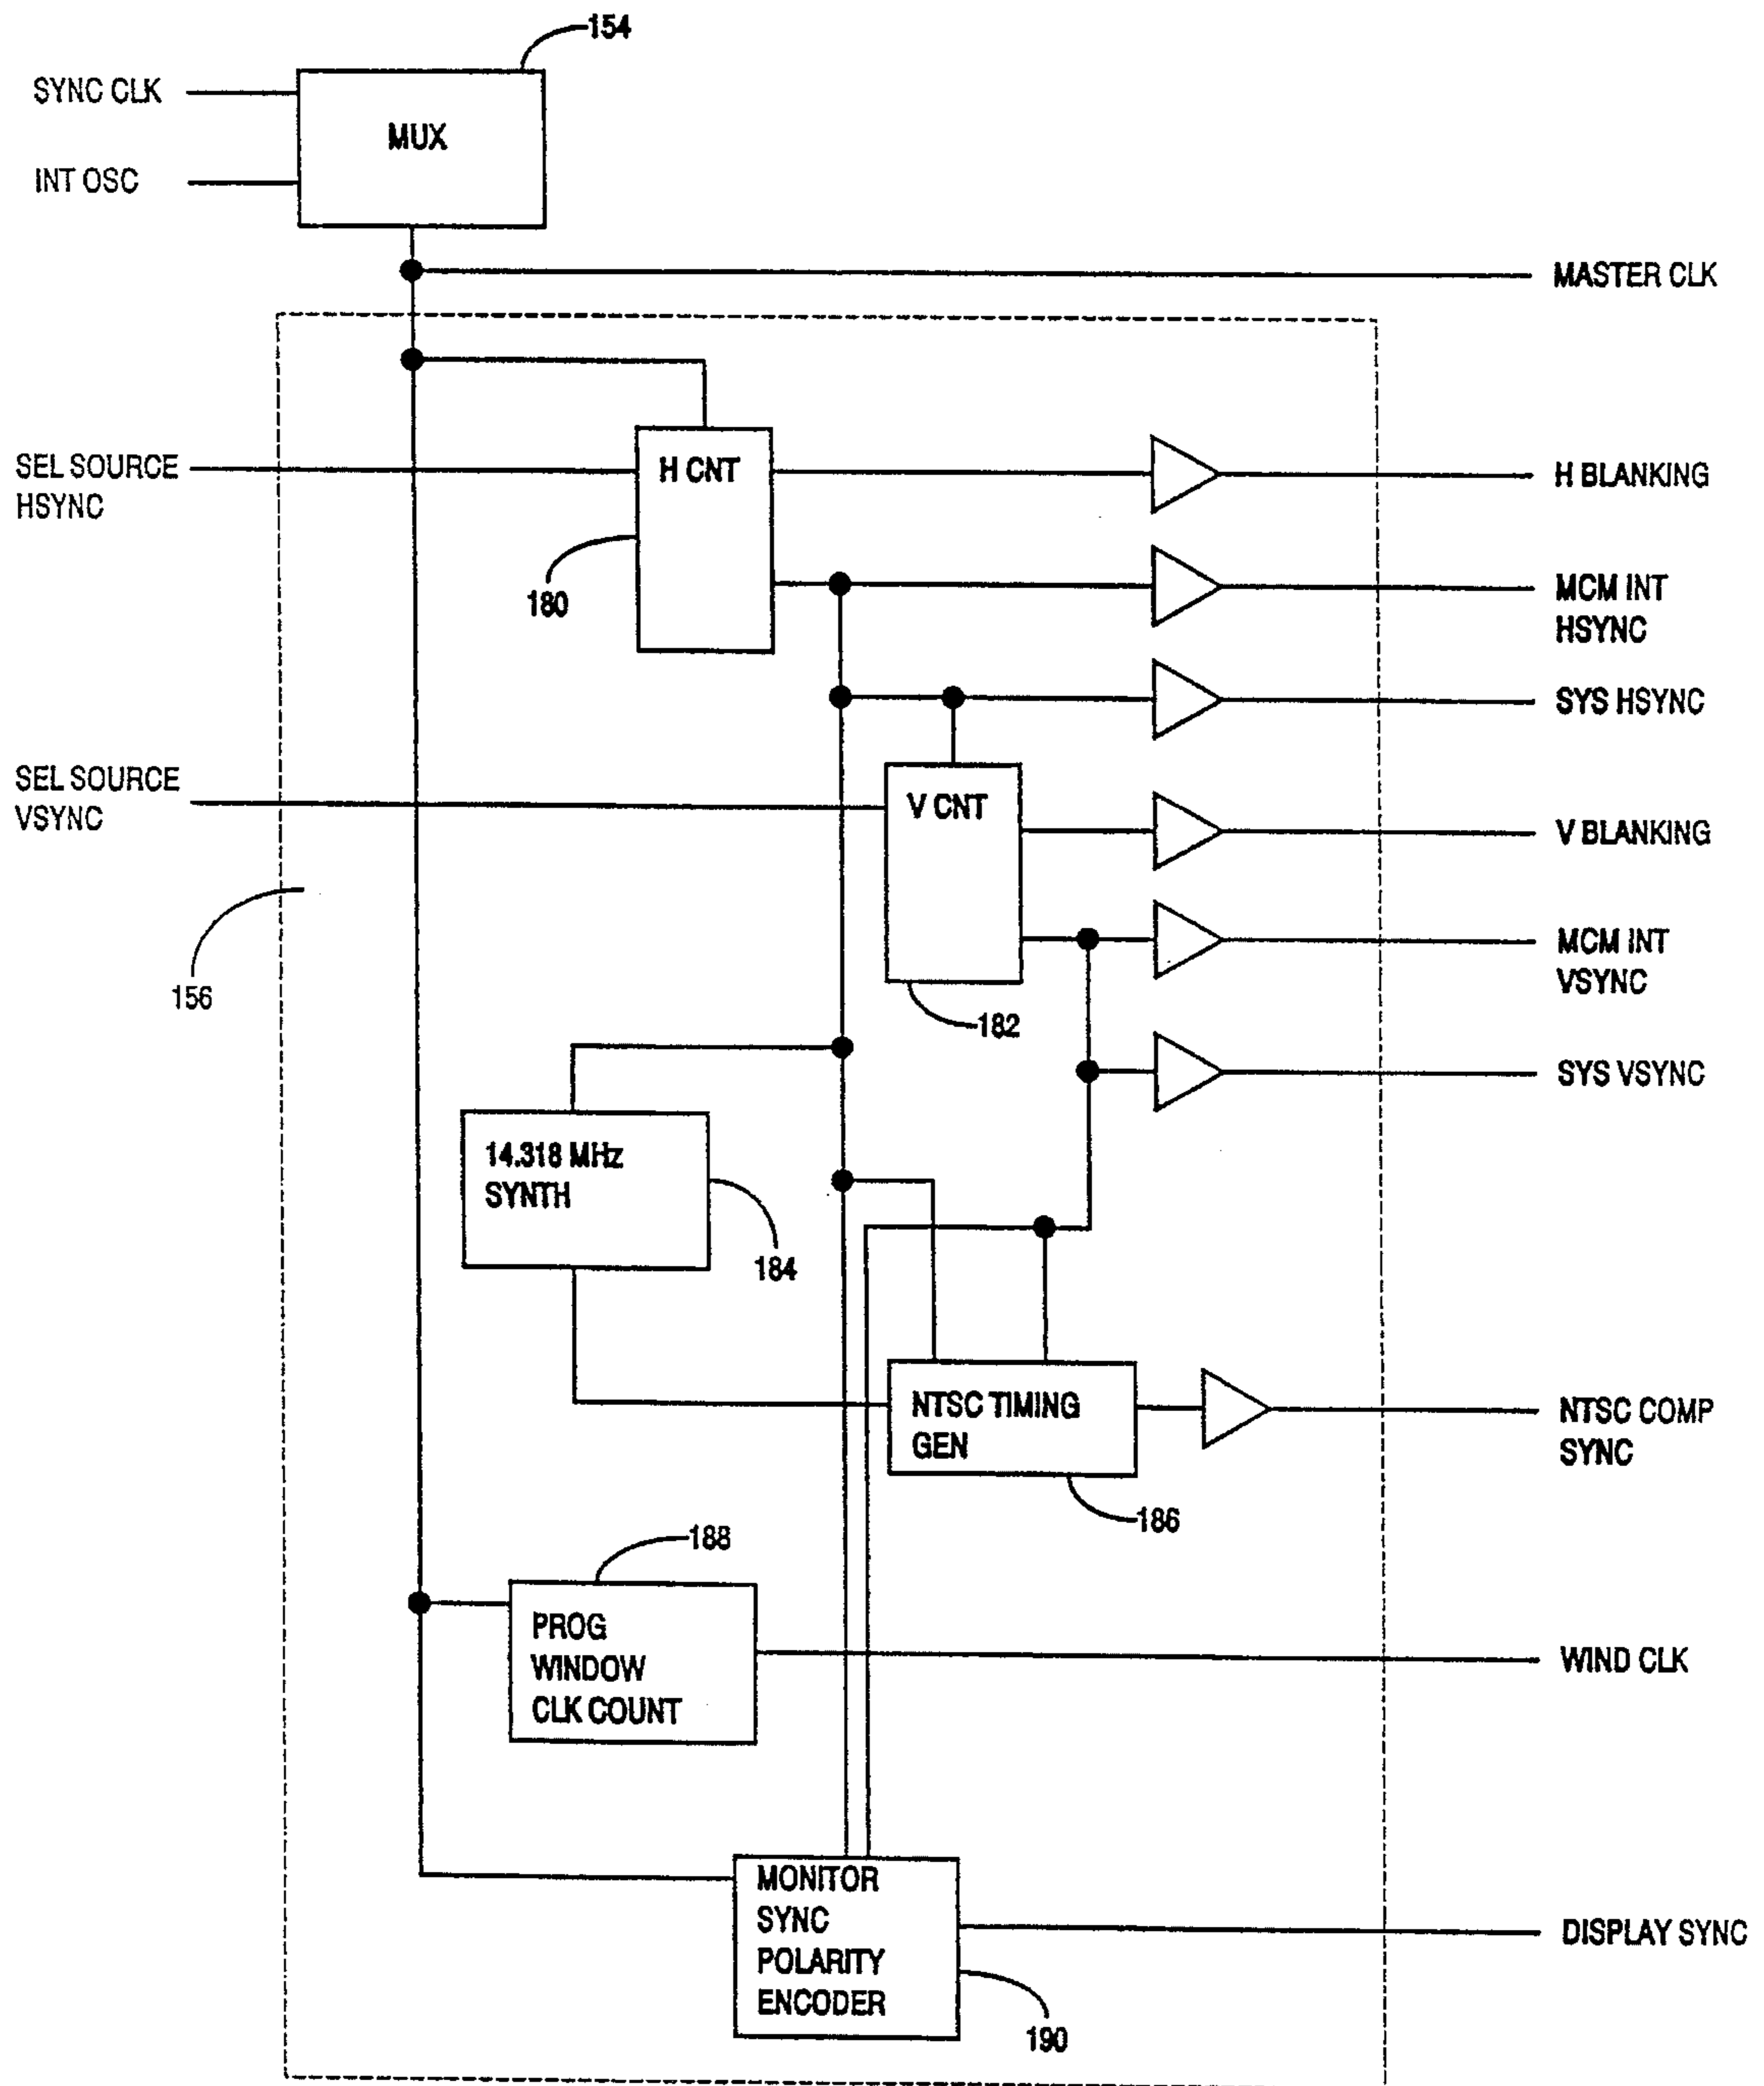 154
SYNC CLK
MUX
INT OSC
MASTER CLK
SEL SOURCE
HSYNC
H CNT
H BLANKING
180
MCM INT
HSYNC
SYS HSYNC
SEL SOURCE
VSYNC
V CNT
V BLANKING
156
MCM INT
VSYNC
182
SYS VSYNC
14.318 MHz
SYNTH
184
NTSC TIMING
GEN
NTSC COMP
SYNC
186
188
PROG
WINDOW
CLK COUNT
WIND CLK
MONITOR
SYNC
POLARITY
ENCODER
DISPLAY SYNC
190